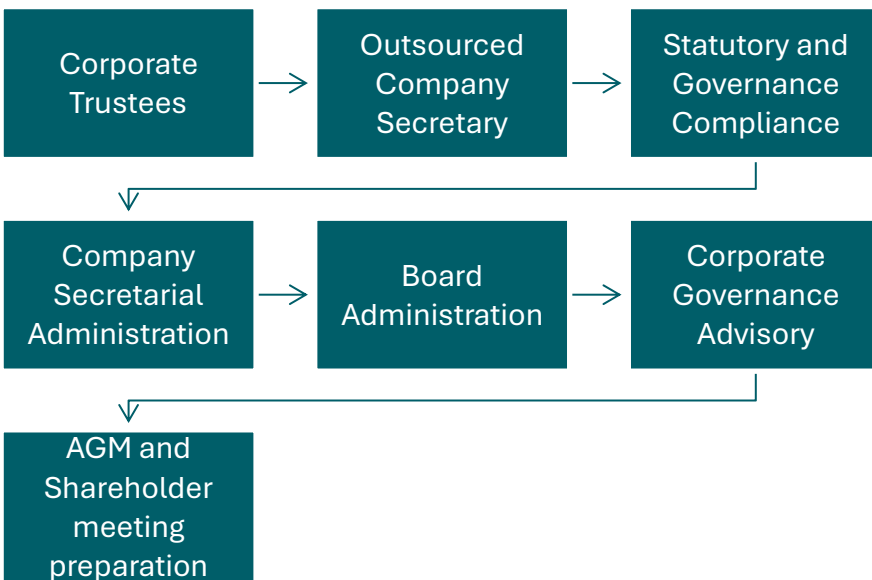 Corporate
Trustees
Outsourced
Company
Secretary
Statutory and
Governance
Compliance
Company
Secretarial
Administration
Board
Administration
Corporate
Governance
Advisory
AGM and
Shareholder
meeting
preparation